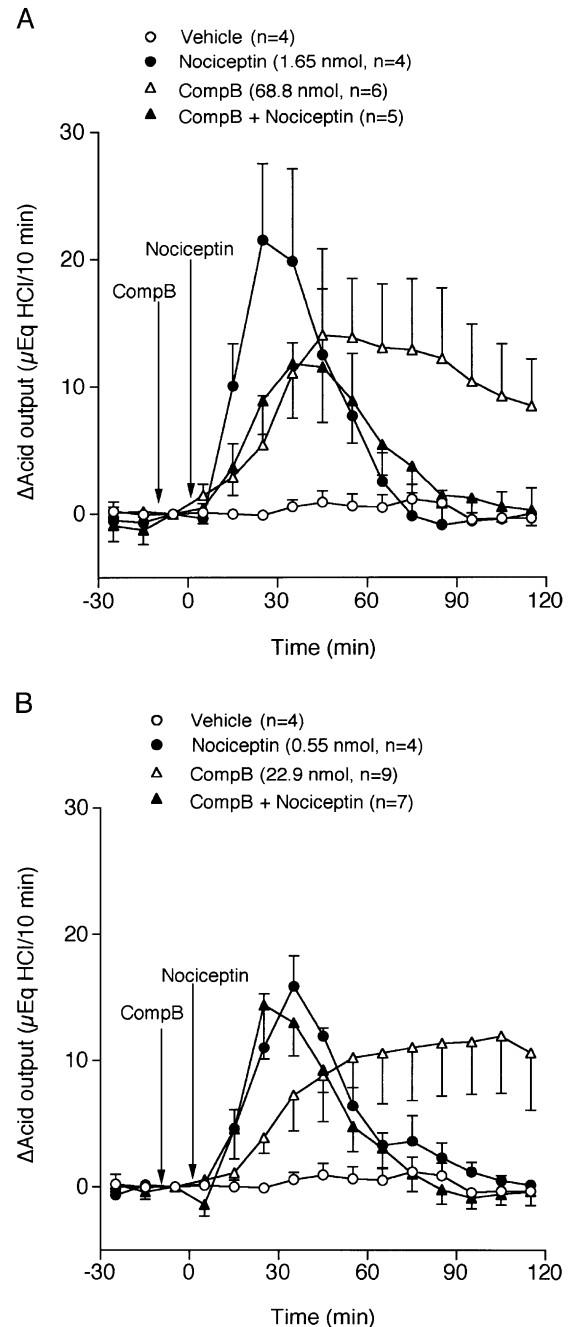 A
Vehicle (n=4)
Nociceptin (1.65 nmol, n=4)
CompB (68.8 nmol, n=6)
CompB + Nociceptin (n=5)
30
20
10
0
ΔAcid output (µEq HCl/10 min)
Nociceptin
CompB
-30 0 30 60 90 120
Time (min)
B
Vehicle (n=4)
Nociceptin (0.55 nmol, n=4)
CompB (22.9 nmol, n=9)
CompB + Nociceptin (n=7)
30
20
10
0
ΔAcid output (µEq HCl/10 min)
Nociceptin
CompB
-30 0 30 60 90 120
Time (min)